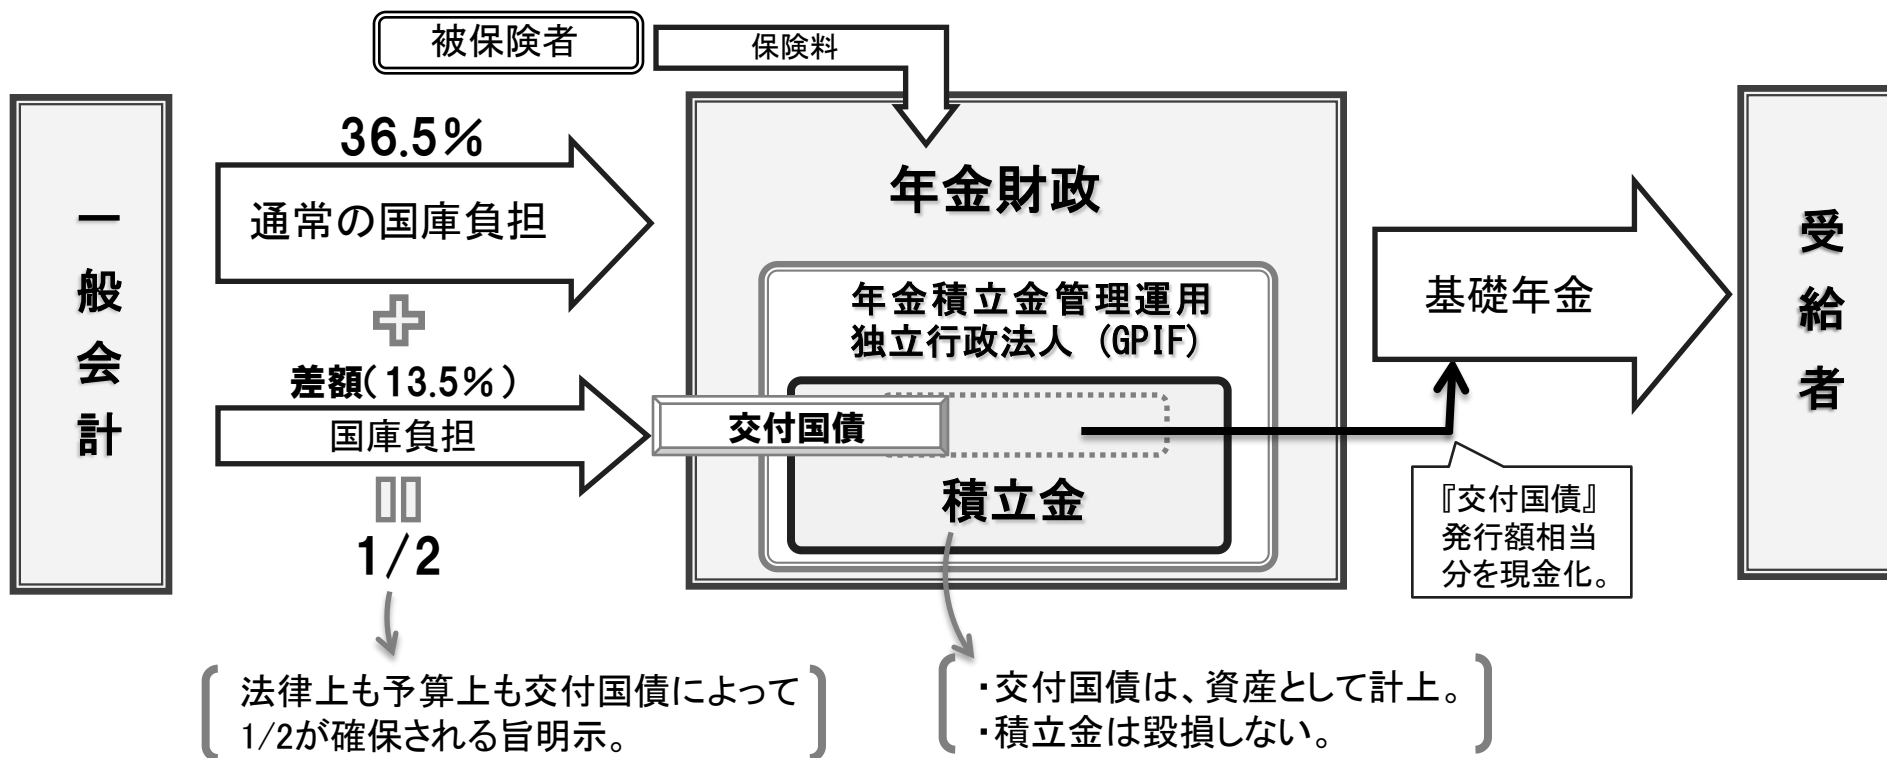 被保険者
保険料
一般会計
36.5％
通常の国庫負担
差額（13.5％）
国庫負担
1/2
年金財政
年金積立金管理運用
独立行政法人（GPIF）
交付国債
積立金
基礎年金
受給者
『交付国債』
発行額相当
分を現金化。
法律上も予算上も交付国債によって
1/2が確保される旨明示。
・交付国債は、資産として計上。
・積立金は毀損しない。